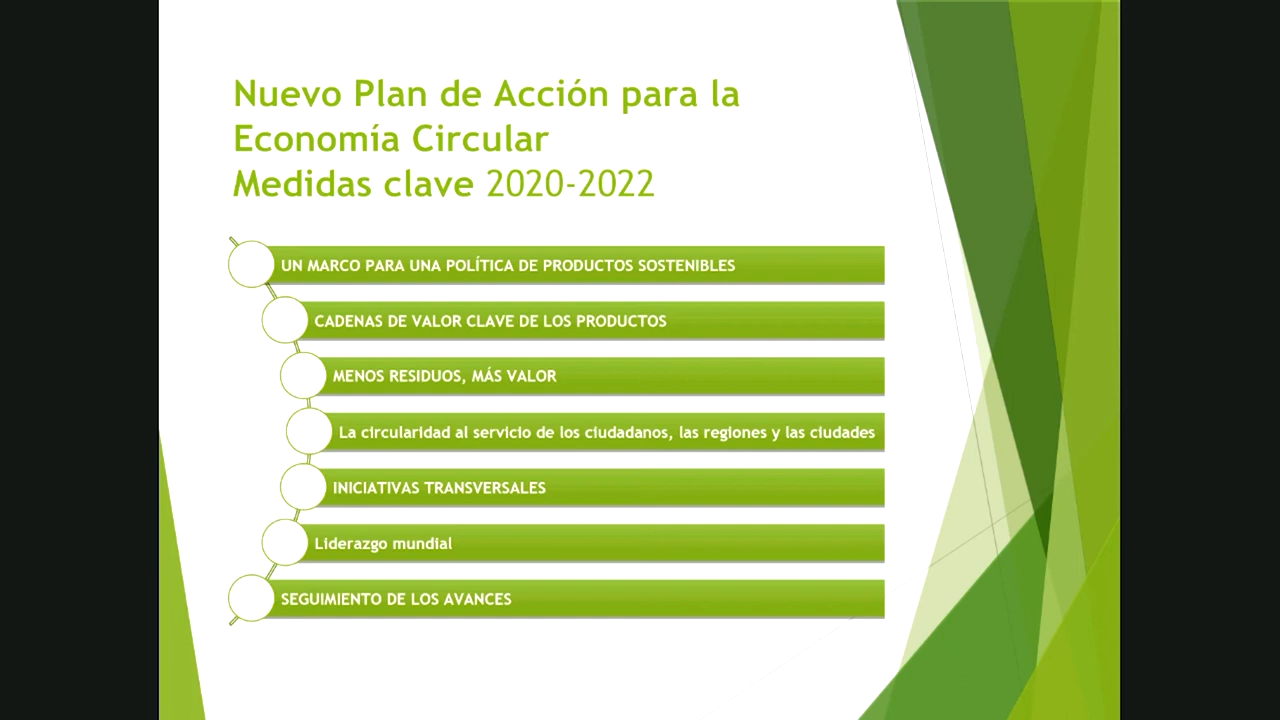 Nuevo Plan de Acción para la
Economía Circular
Medidas clave 2020-2022
UN MARCO PARA UNA POLÍTICA DE PRODUCTOS SOSTENIBLES
CADENAS DE VALOR CLAVE DE LOS PRODUCTOS
MENOS RESIDUOS, MÁS VALOR
La circularidad al servicio de los ciudadanos, las regiones y las ciudades
INICIATIVAS TRANSVERSALES
Liderazgo mundial
SEGUIMIENTO DE LOS AVANCES